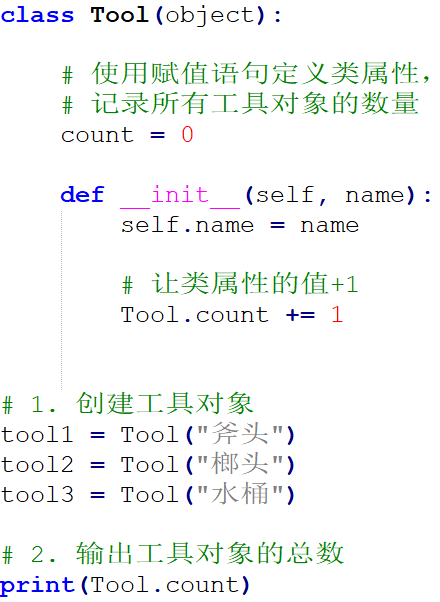 class Tool(object):
# 使用赋值语句定义类属性,
# 记录所有工具对象的数量
count = 0
def __init__(self, name):
self.name = name
# 让类属性的值+1
Tool.count += 1
# 1. 创建工具对象
tool1 = Tool("斧头")
tool2 = Tool("榔头")
tool3 = Tool("水桶")
# 2. 输出工具对象的总数
print(Tool.count)